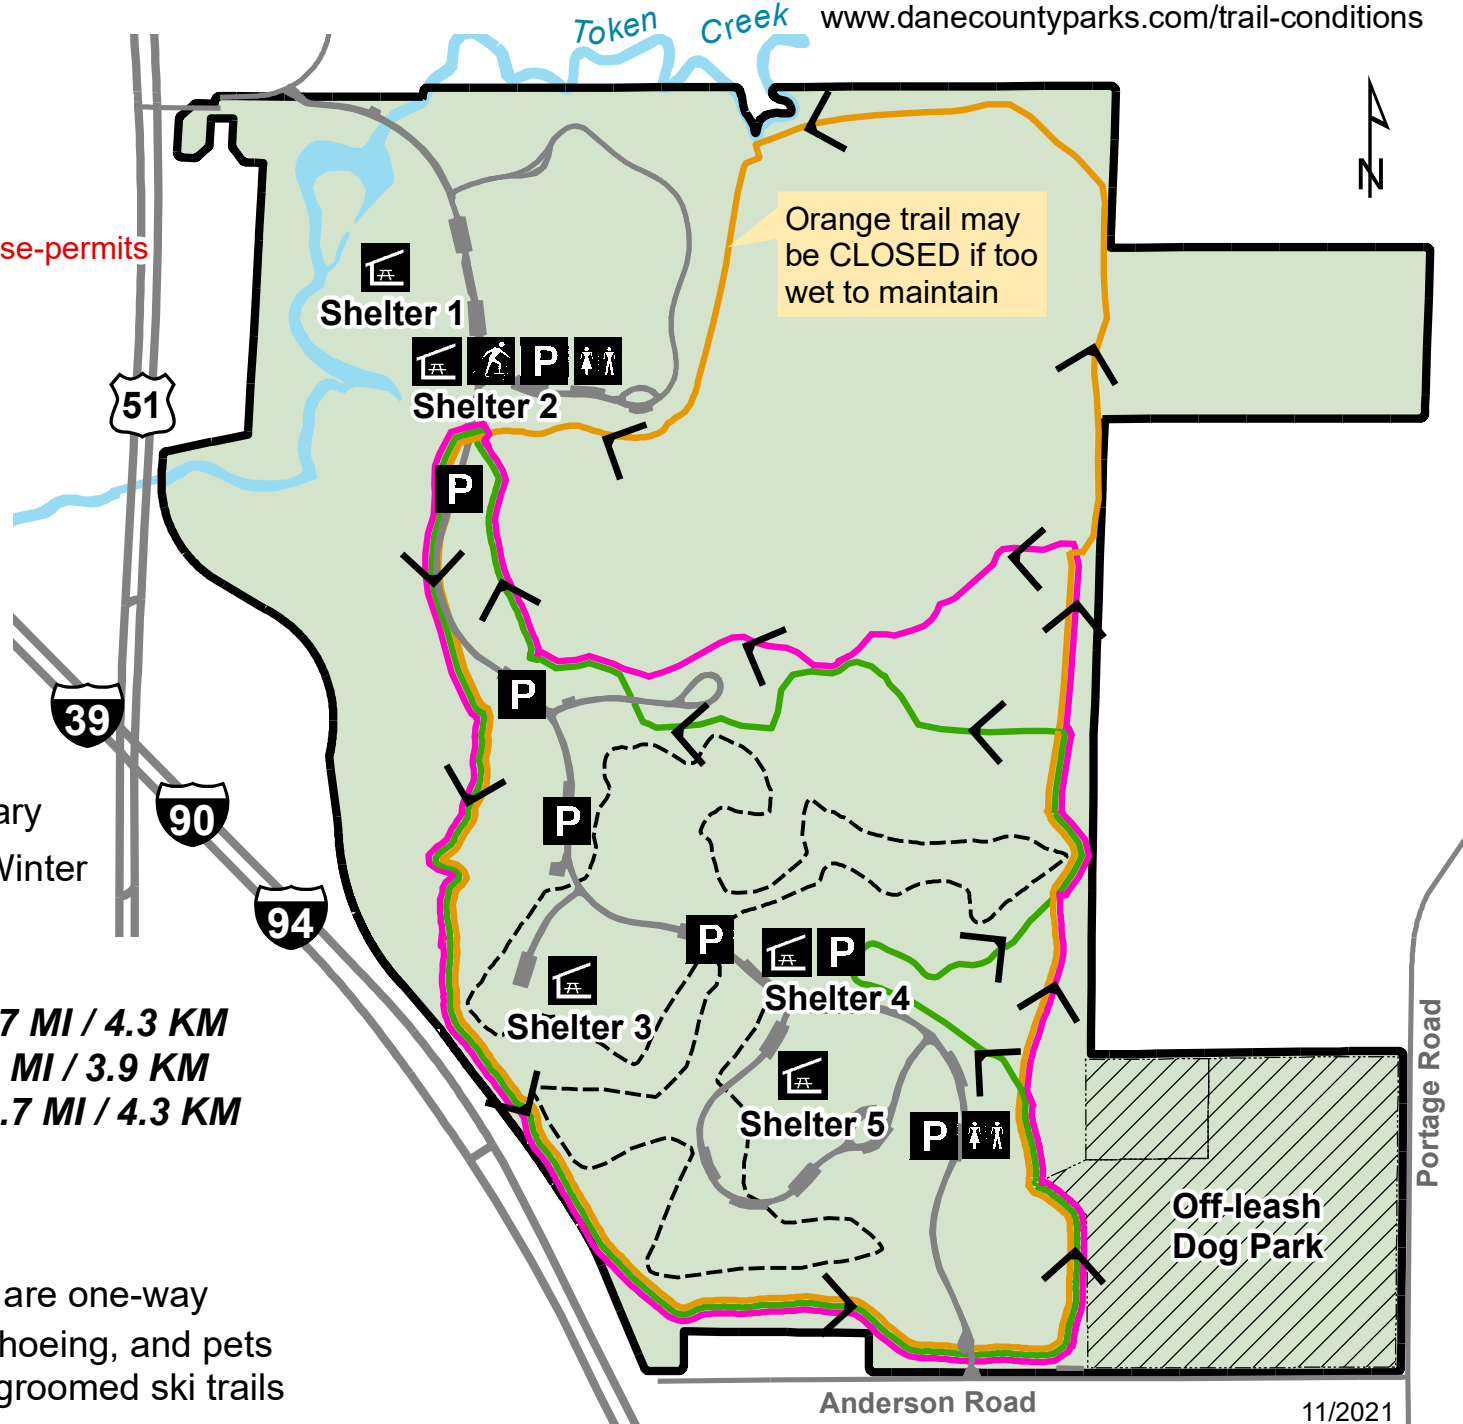 www.danecountyparks.com/trail-conditions
Token Creek
N
Orange trail may
be CLOSED if too
wet to maintain
se-permits
Shelter 1
P
Shelter 2
51
P
P
39
90
P
ary
Winter
94
P
P
Shelter 4
Shelter 3
7 MI / 4.3 KM
MI / 3.9 KM
.7 MI / 4.3 KM
Shelter 5
P
Portage Road
Off-leash
Dog Park
are one-way
hoeing, and pets
groomed ski trails
Anderson Road
11/2021